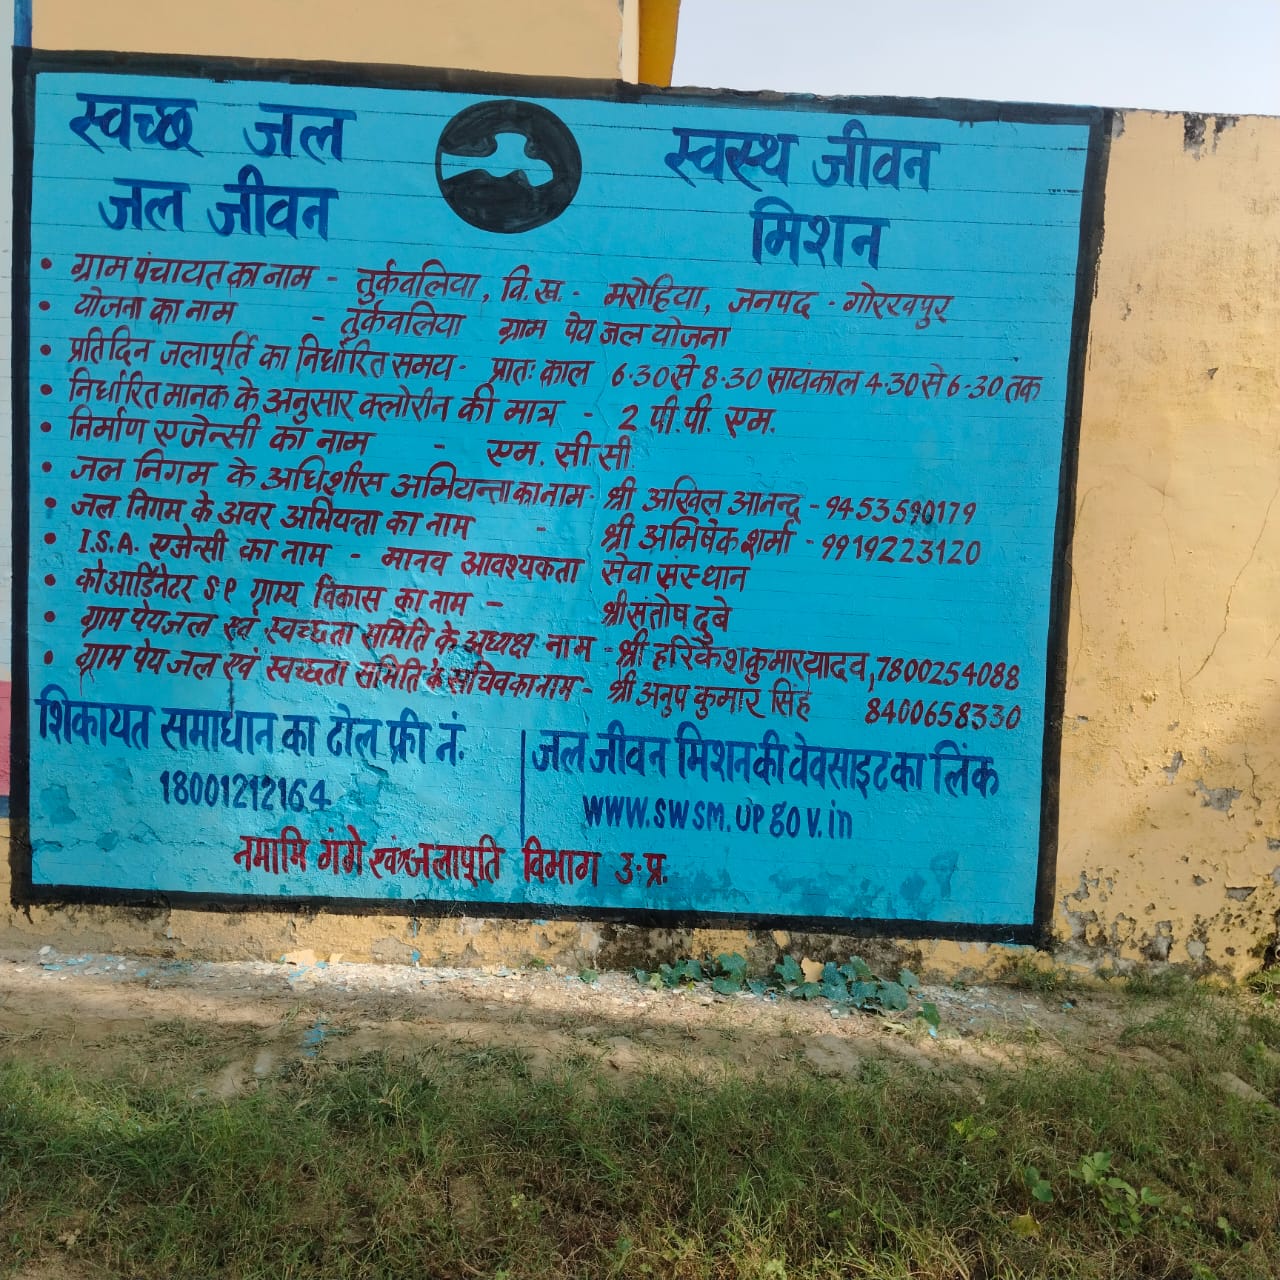 स्वच्छ जल स्वस्थ जीवन
जल जीवन मिशन
• ग्राम पंचायत का नाम - तुर्कवलिया, वि.ख. - मरोहिया, जनपद - गोरखपुर
• योजना का नाम - तुर्कवलिया ग्राम पेय जल योजना
• प्रतिदिन जलापूर्ति का निर्धारित समय - प्रातः काल 6.30 से 8.30 सायंकाल 4.30 से 6.30 तक
• निर्धारित मानक के अनुसार क्लोरीन की मात्र - 2 पी.पी. एम.
• निर्माण एजेन्सी का नाम - एम. सी सी.
• जल निगम के अधिशीस अभियन्ता का नाम - श्री अखिल आनन्द - 9453590179
• जल निगम के अवर अभियन्ता का नाम - श्री अभिषेक शर्मा - 9919223120
• I.S.A. एजेन्सी का नाम - मानव आवश्यकता सेवा संस्थान
• को आर्डिनेटर S.P ग्राम्य विकास का नाम - श्री संतोष दुबे
• ग्राम पेयजल एवं स्वच्छता समिति के अध्यक्ष नाम - श्री हरिकेश कुमार यादव, 7800254088
• ग्राम पेय जल एवं स्वच्छता समिति के सचिव का नाम - श्री अनुप कुमार सिंह 8400658330
शिकायत समाधान का टोल फ्री नं.
18001212164
जल जीवन मिशन की वेवसाइट का लिंक
www.swsm.up.gov.in
नमामि गंगे एवं जलापूति विभाग उ.प्र.